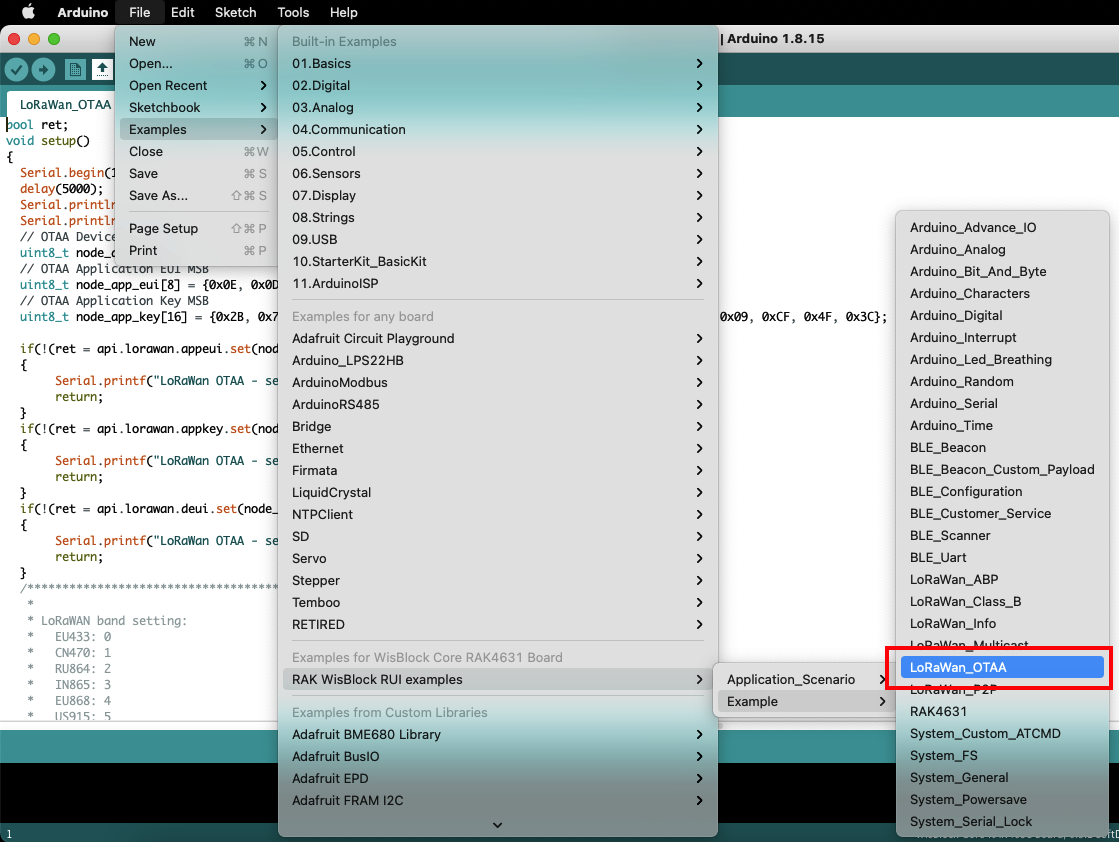 Arduino File Edit Sketch Tools Help
| Arduino 1.8.15
New ⌘ N
Open... ⌘ O
Open Recent
Sketchbook
Examples
Close ⌘ W
Save ⌘ S
Save As... ⇧ ⌘ S
Page Setup ⇧ ⌘ P
Print ⌘ P
Built-in Examples
01.Basics
02.Digital
03.Analog
04.Communication
05.Control
06.Sensors
07.Display
08.Strings
09.USB
10.StarterKit_BasicKit
11.ArduinoISP
Examples for any board
Adafruit Circuit Playground
Arduino_LPS22HB
ArduinoModbus
ArduinoRS485
Bridge
Ethernet
Firmata
LiquidCrystal
NTPClient
SD
Servo
Stepper
Temboo
RETIRED
Examples for WisBlock Core RAK4631 Board
RAK WisBlock RUI examples
Examples from Custom Libraries
Adafruit BME680 Library
Adafruit BusIO
Adafruit EPD
Adafruit FRAM I2C
Application_Scenario
Example
Arduino_Advance_IO
Arduino_Analog
Arduino_Bit_And_Byte
Arduino_Characters
Arduino_Digital
Arduino_Interrupt
Arduino_Led_Breathing
Arduino_Random
Arduino_Serial
Arduino_Time
BLE_Beacon
BLE_Beacon_Custom_Payload
BLE_Configuration
BLE_Customer_Service
BLE_Scanner
BLE_Uart
LoRaWan_ABP
LoRaWan_Class_B
LoRaWan_Info
LoRaWan_Multicast
LoRaWan_OTAA
LoRaWan_P2P
RAK4631
System_Custom_ATCMD
System_FS
System_General
System_Powersave
System_Serial_Lock
LoRaWan_OTAA
bool ret;
void setup()
{
Serial.begin(1
delay(5000);
Serial.println
Serial.println
// OTAA Device
uint8_t node_
// OTAA Application EUI MSB
uint8_t node_app_eui[8] = {0x0E, 0x0D
// OTAA Application Key MSB
uint8_t node_app_key[16] = {0x2B, 0x7 0x09, 0xCF, 0x4F, 0x3C};
if(!(ret = api.lorawan.appeui.set(nod
{
Serial.printf("LoRaWan OTAA - se
return;
}
if(!(ret = api.lorawan.appkey.set(nod
{
Serial.printf("LoRaWan OTAA - se
return;
}
if(!(ret = api.lorawan.deui.set(node_
{
Serial.printf("LoRaWan OTAA - se
return;
}
/************************************
*
* LoRaWAN band setting:
* EU433: 0
* CN470: 1
* RU864: 2
* IN865: 3
* EU868: 4
* US915: 5
1